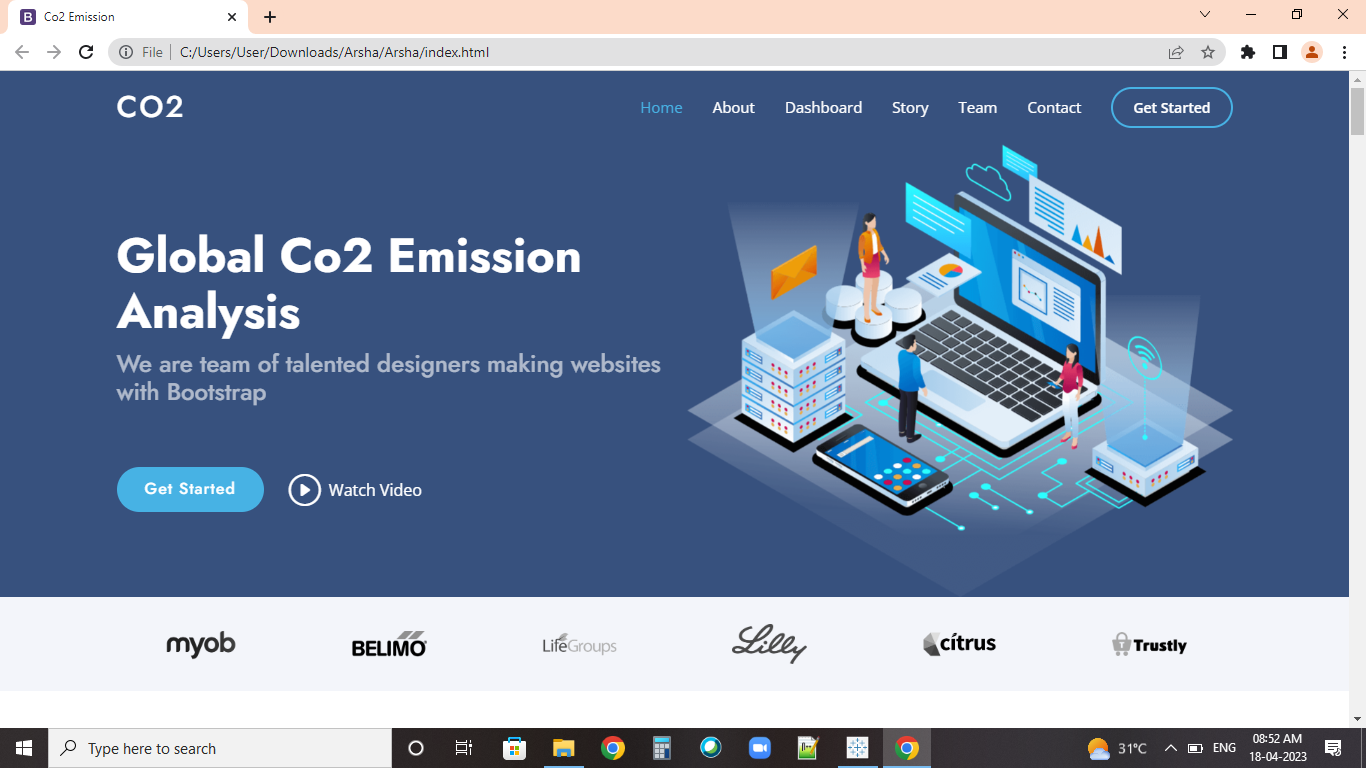 Co2 Emission
File
C:/Users/User/Downloads/Arsha/Arsha/index.html
CO2
Home
About
Dashboard
Story
Team
Contact
Get Started
Global Co2 Emission
Analysis
We are team of talented designers making websites
with Bootstrap
Get Started
Watch Video
myob
BELIMO
LifeGroups
Lilly
cítrus
Trustly
Type here to search
31°C
ENG
08:52 AM
18-04-2023